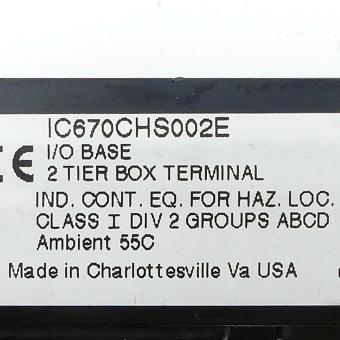 IC670CHS002E
CE I/O BASE
2 TIER BOX TERMINAL
IND. CONT. EQ. FOR HAZ. LOC.
CLASS I DIV 2 GROUPS ABCD
Ambient 55C
Made in Charlottesville Va USA